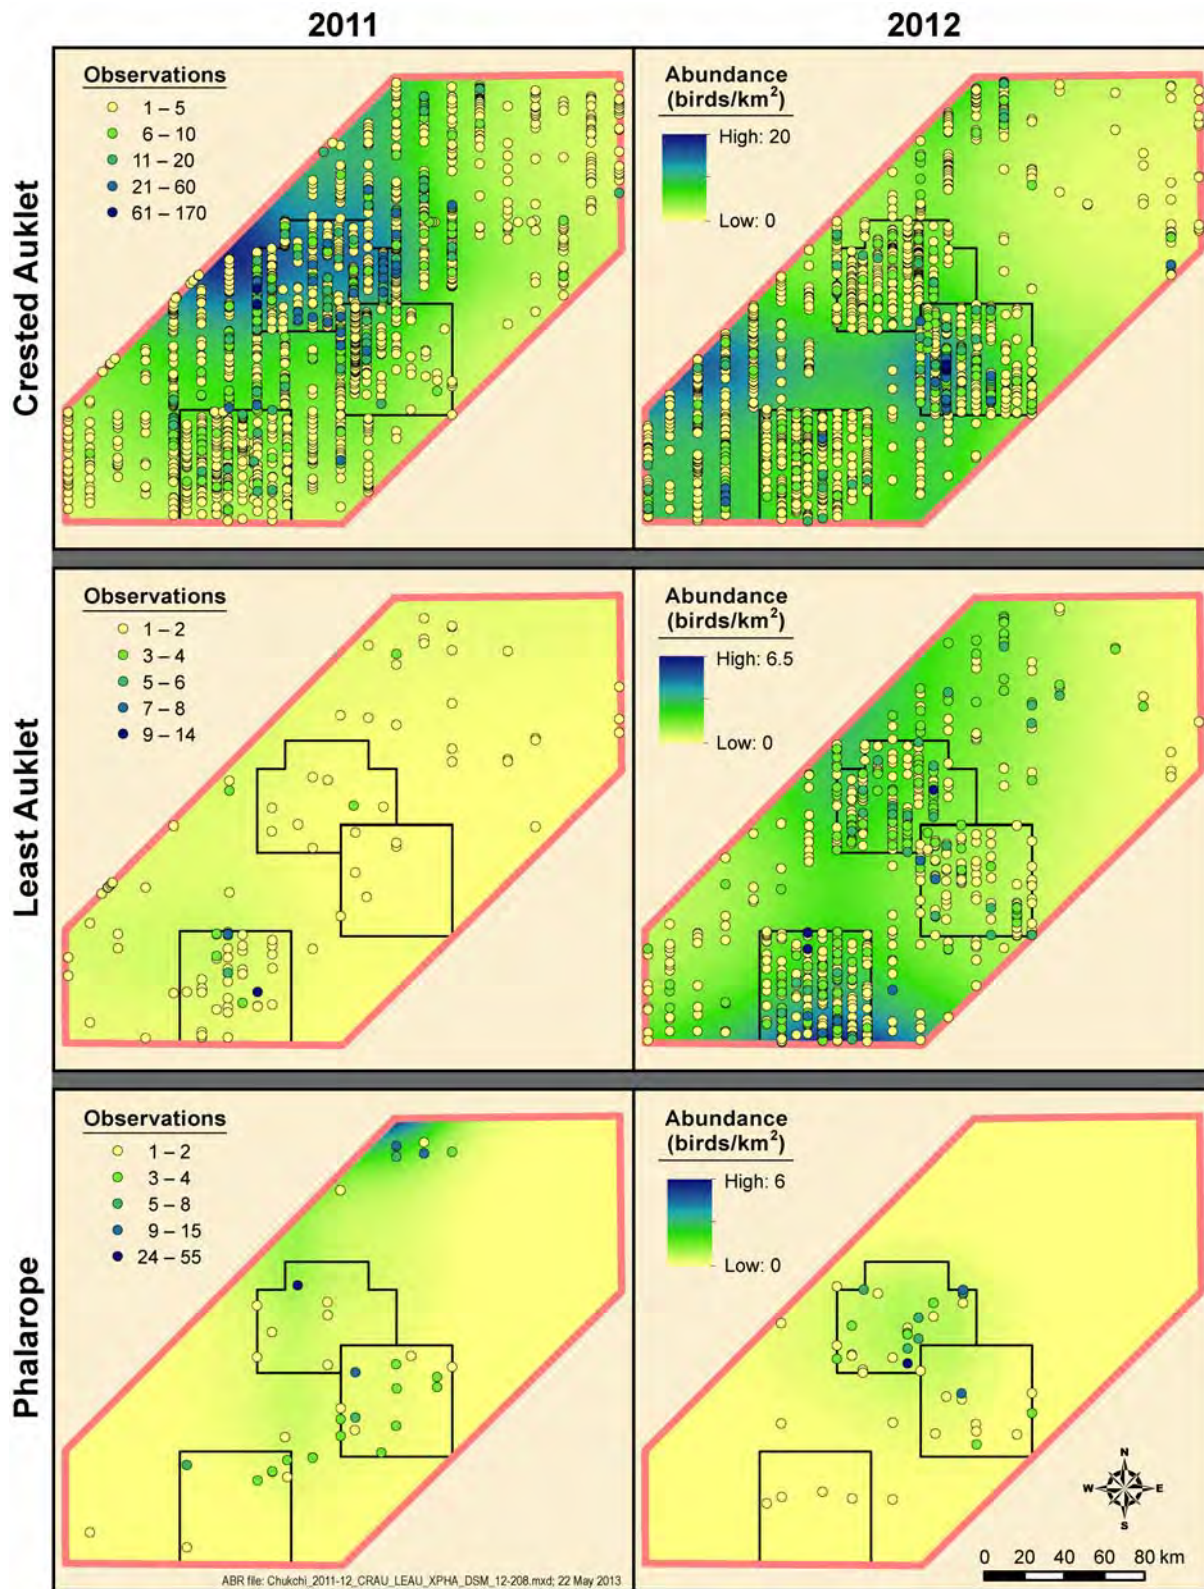 2011
2012
Crested Auklet
Observations
1 – 5
6 – 10
11 – 20
21 – 60
61 – 170
Abundance
(birds/km²)
High: 20
Low: 0
Least Auklet
Observations
1 – 2
3 – 4
5 – 6
7 – 8
9 – 14
Abundance
(birds/km²)
High: 6.5
Low: 0
Phalarope
Observations
1 – 2
3 – 4
5 – 8
9 – 15
24 – 55
Abundance
(birds/km²)
High: 6
Low: 0
N
W E
S
0 20 40 60 80 km
ABR file: Chukchi_2011-12_CRAU_LEAU_XPHA_DSM_12-208.mxd; 22 May 2013